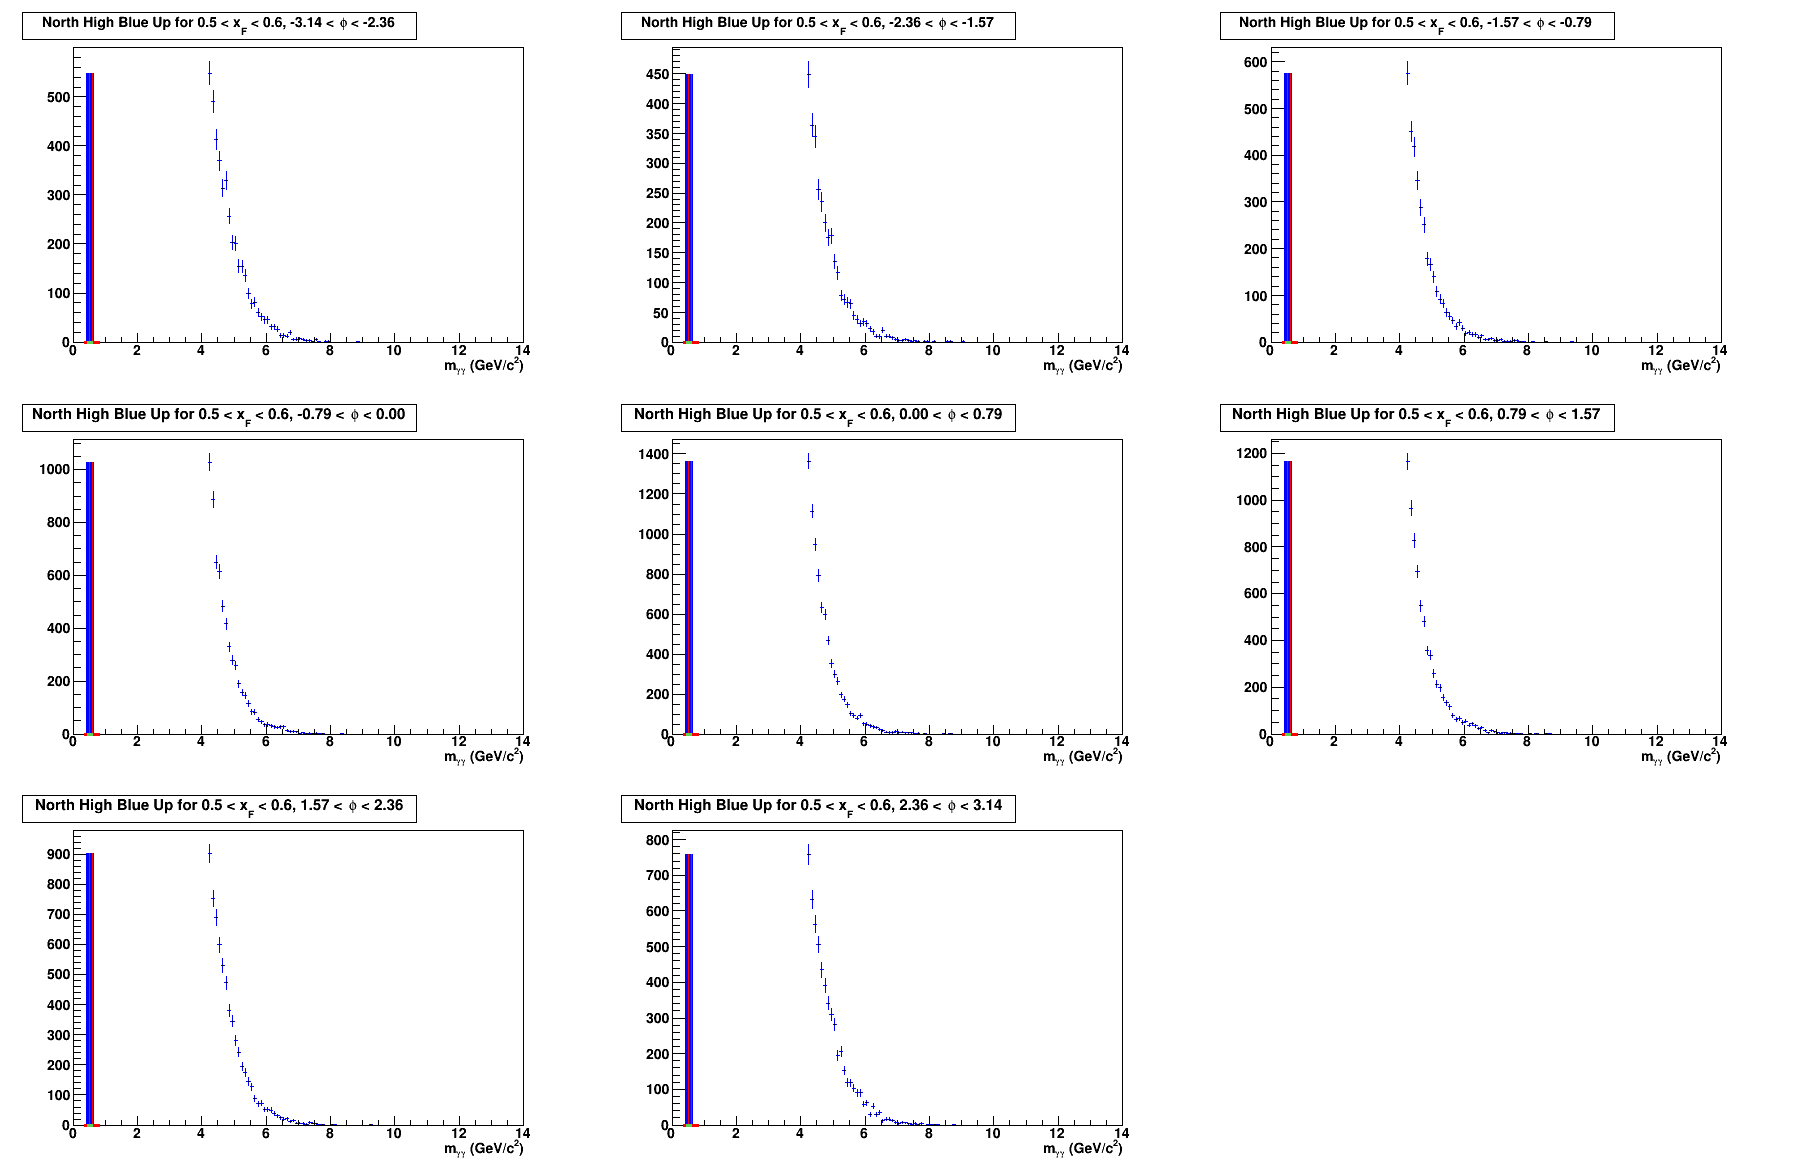 North High Blue Up for 0.5 < x_F < 0.6, -3.14 < ϕ < -2.36
500
400
300
200
100
0
0 2 4 6 8 10 12 14
m_γγ (GeV/c²)
North High Blue Up for 0.5 < x_F < 0.6, -2.36 < ϕ < -1.57
450
400
350
300
250
200
150
100
50
0
0 2 4 6 8 10 12 14
m_γγ (GeV/c²)
North High Blue Up for 0.5 < x_F < 0.6, -1.57 < ϕ < -0.79
600
500
400
300
200
100
0
0 2 4 6 8 10 12 14
m_γγ (GeV/c²)
North High Blue Up for 0.5 < x_F < 0.6, -0.79 < ϕ < 0.00
1000
800
600
400
200
0
0 2 4 6 8 10 12 14
m_γγ (GeV/c²)
North High Blue Up for 0.5 < x_F < 0.6, 0.00 < ϕ < 0.79
1400
1200
1000
800
600
400
200
0
0 2 4 6 8 10 12 14
m_γγ (GeV/c²)
North High Blue Up for 0.5 < x_F < 0.6, 0.79 < ϕ < 1.57
1200
1000
800
600
400
200
0
0 2 4 6 8 10 12 14
m_γγ (GeV/c²)
North High Blue Up for 0.5 < x_F < 0.6, 1.57 < ϕ < 2.36
900
800
700
600
500
400
300
200
100
0
0 2 4 6 8 10 12 14
m_γγ (GeV/c²)
North High Blue Up for 0.5 < x_F < 0.6, 2.36 < ϕ < 3.14
800
700
600
500
400
300
200
100
0
0 2 4 6 8 10 12 14
m_γγ (GeV/c²)